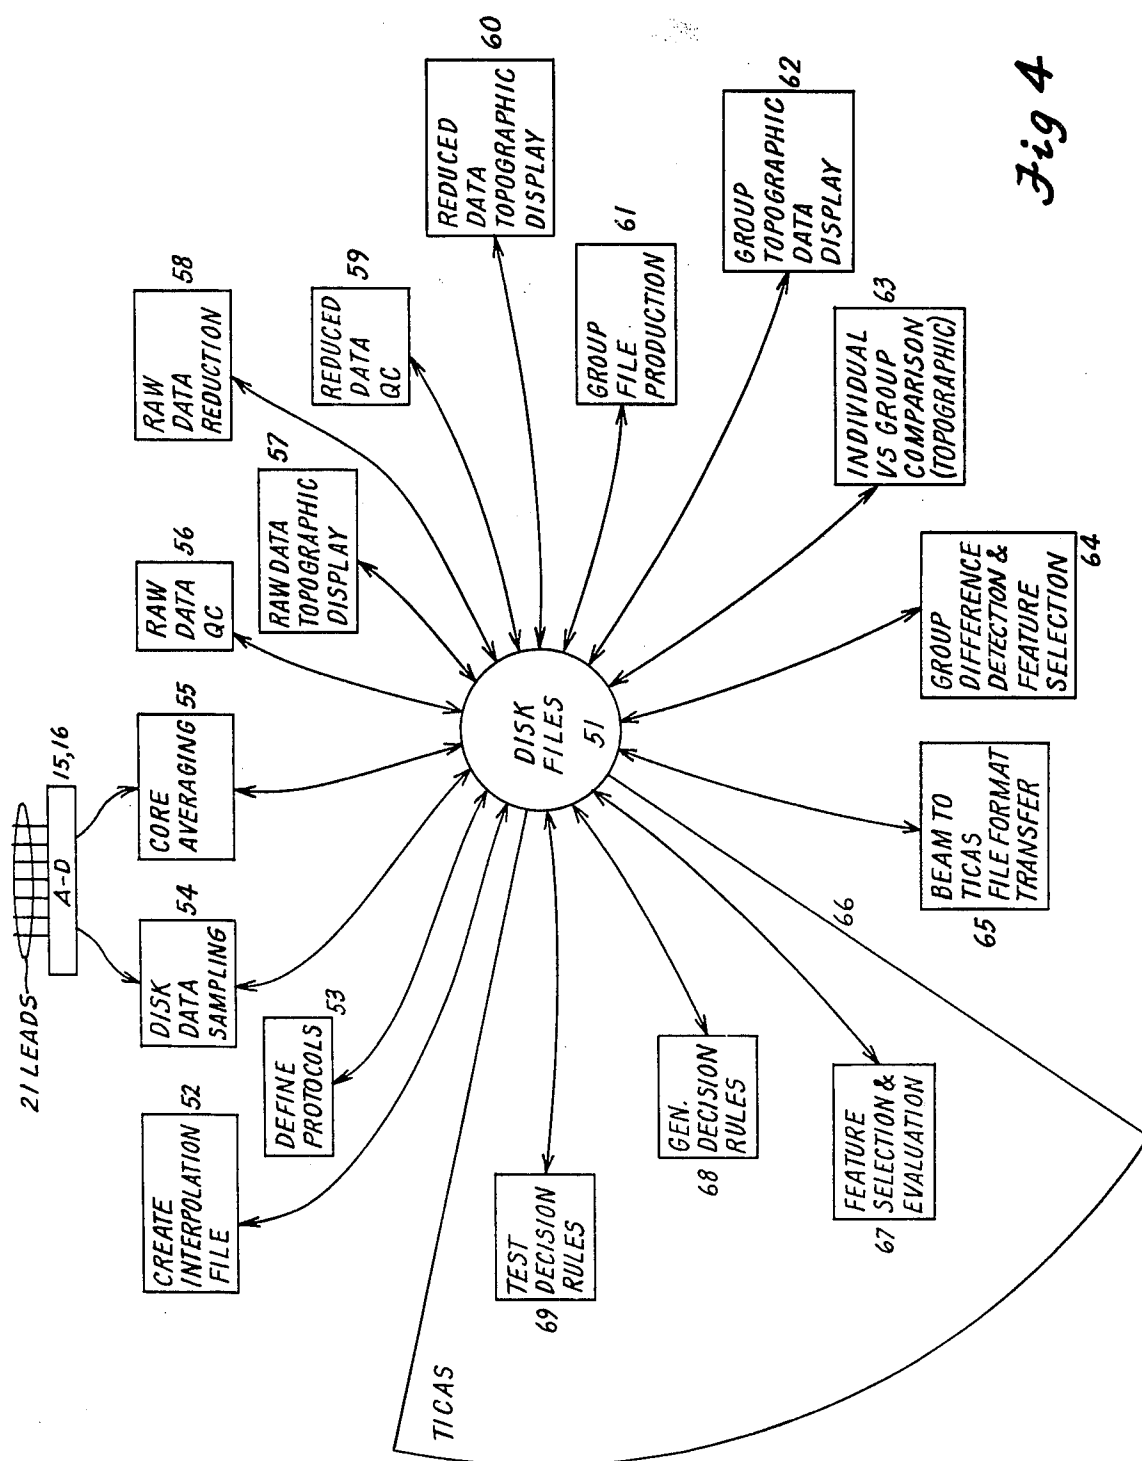 21 LEADS
A-D
15,16
CREATE
INTERPOLATION
FILE
52
DEFINE
PROTOCOLS
53
DISK
DATA
SAMPLING
54
CORE
AVERAGING
55
RAW
DATA
QC
56
RAW DATA
TOPOGRAPHIC
DISPLAY
57
RAW
DATA
REDUCTION
58
REDUCED
DATA
QC
59
REDUCED
DATA
TOPOGRAPHIC
DISPLAY
60
GROUP
FILE
PRODUCTION
61
GROUP
TOPOGRAPHIC
DATA
DISPLAY
62
INDIVIDUAL
VS GROUP
COMPARISON
(TOPOGRAPHIC)
63
GROUP
DIFFERENCE
DETECTION &
FEATURE
SELECTION
64
BEAM TO
TICAS
FILE FORMAT
TRANSFER
65
DISK
FILES
51
66
TICAS
FEATURE
SELECTION &
EVALUATION
67
GEN.
DECISION
RULES
68
TEST
DECISION
RULES
69
Fig 4